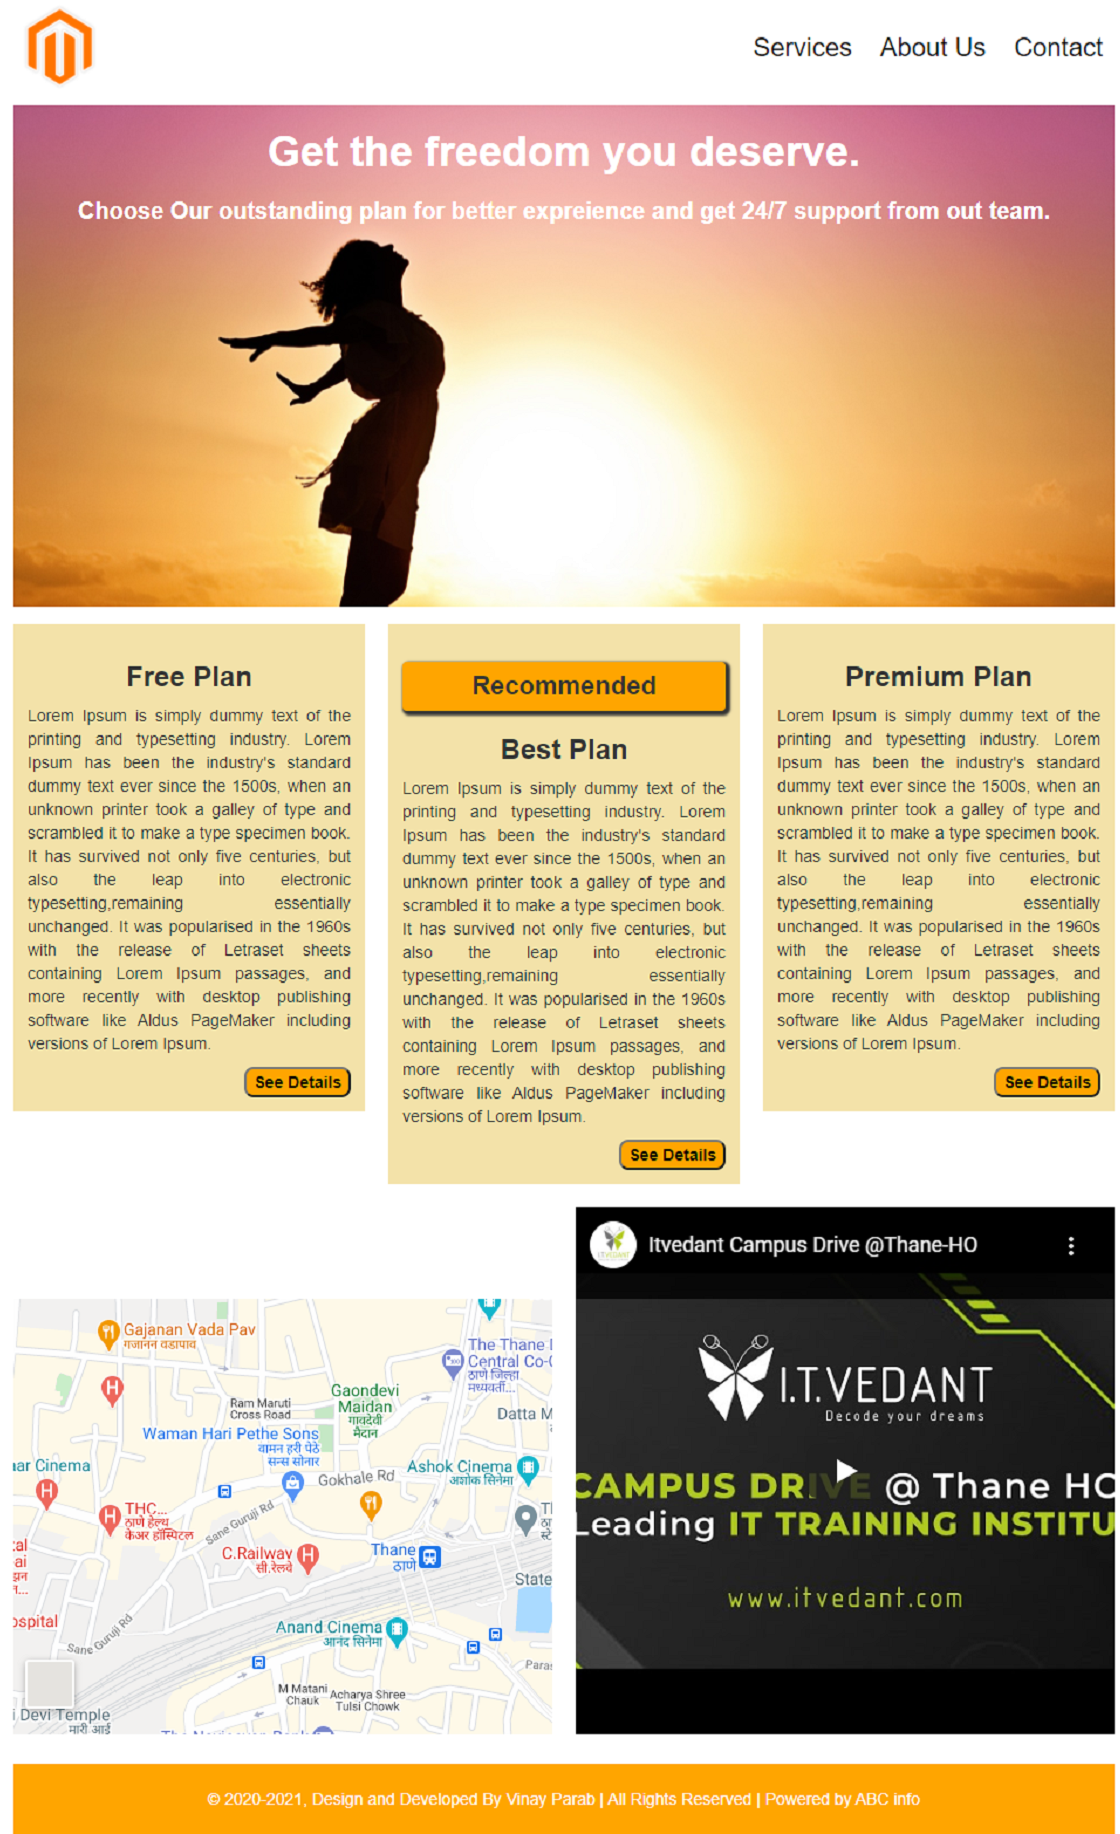 Services About Us Contact
Get the freedom you deserve.
Choose Our outstanding plan for better expreience and get 24/7 support from out team.
Free Plan
Lorem Ipsum is simply dummy text of the
printing and typesetting industry. Lorem
Ipsum has been the industry's standard
dummy text ever since the 1500s, when an
unknown printer took a galley of type and
scrambled it to make a type specimen book.
It has survived not only five centuries, but
also the leap into electronic
typesetting,remaining essentially
unchanged. It was popularised in the 1960s
with the release of Letraset sheets
containing Lorem Ipsum passages, and
more recently with desktop publishing
software like Aldus PageMaker including
versions of Lorem Ipsum.
See Details
Recommended
Best Plan
Lorem Ipsum is simply dummy text of the
printing and typesetting industry. Lorem
Ipsum has been the industry's standard
dummy text ever since the 1500s, when an
unknown printer took a galley of type and
scrambled it to make a type specimen book.
It has survived not only five centuries, but
also the leap into electronic
typesetting,remaining essentially
unchanged. It was popularised in the 1960s
with the release of Letraset sheets
containing Lorem Ipsum passages, and
more recently with desktop publishing
software like Aldus PageMaker including
versions of Lorem Ipsum.
See Details
Premium Plan
Lorem Ipsum is simply dummy text of the
printing and typesetting industry. Lorem
Ipsum has been the industry's standard
dummy text ever since the 1500s, when an
unknown printer took a galley of type and
scrambled it to make a type specimen book.
It has survived not only five centuries, but
also the leap into electronic
typesetting,remaining essentially
unchanged. It was popularised in the 1960s
with the release of Letraset sheets
containing Lorem Ipsum passages, and
more recently with desktop publishing
software like Aldus PageMaker including
versions of Lorem Ipsum.
See Details
Gajanan Vada Pav
गजानन वडापाव
The Thane
Central Co-
ठाणे जिल्हा
मध्यवर्ती...
Gaondevi
Maidan
गावदेवी
मैदान
Ram Maruti
Cross Road
Datta M
Waman Hari Pethe Sons
वामन हरी पेठे
सन्स सोनार
ar Cinema
Ashok Cinema
अशोक सिनेमा
Gokhale Rd
THC...
ठाणे हेल्थ
केअर हॉस्पिटल
Sane Guruji Rd
C.Railway
सी.रेलवे
Thane
ठाणे
State
ospital
Sane Guruji Rd
Anand Cinema
आनंद सिनेमा
Paras
M Matani
Chauk
Acharya Shree
Tulsi Chowk
i Devi Temple
मारी आई
Itvedant Campus Drive @Thane-HO
I.T.VEDANT
Decode your dreams
CAMPUS DRIVE @ Thane HO
Leading IT TRAINING INSTITU
www.itvedant.com
© 2020-2021, Design and Developed By Vinay Parab | All Rights Reserved | Powered by ABC info